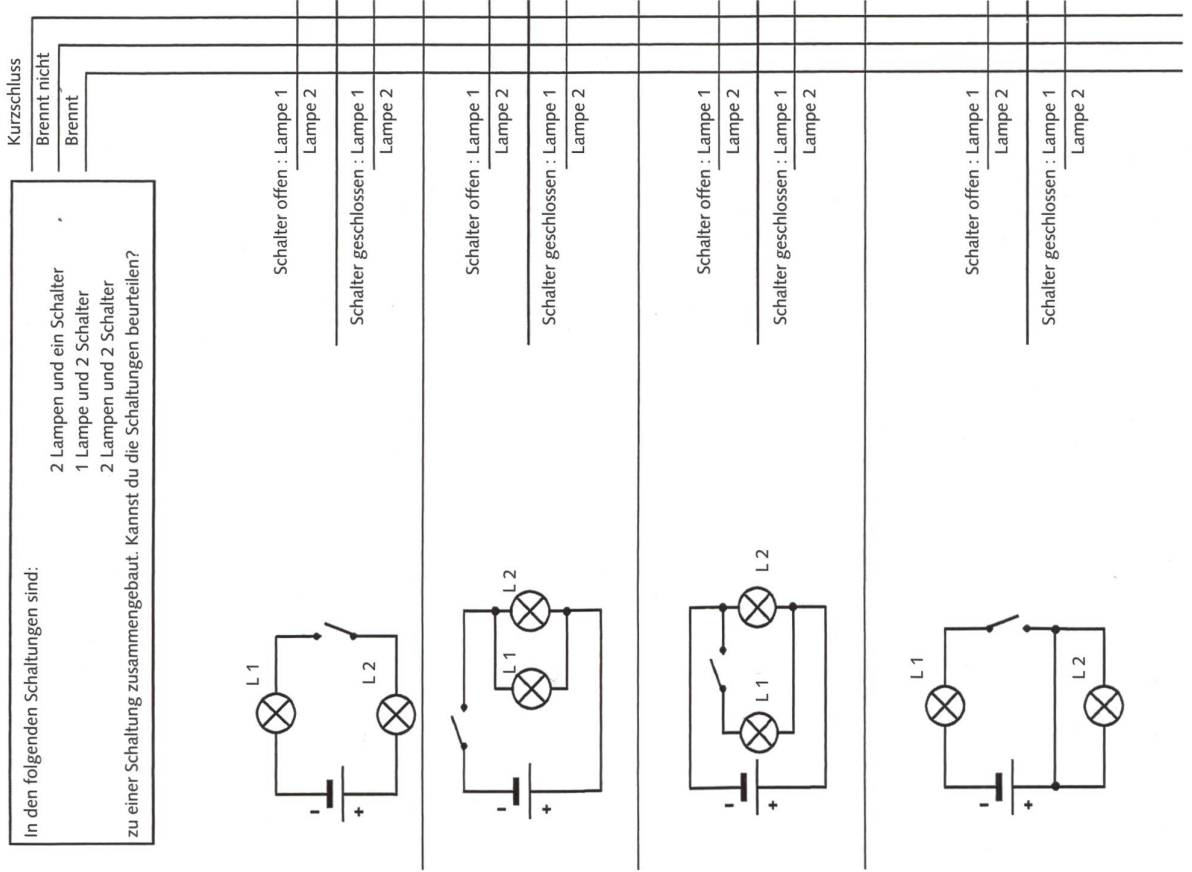 In den folgenden Schaltungen sind:
2 Lampen und ein Schalter
1 Lampe und 2 Schalter
2 Lampen und 2 Schalter
zu einer Schaltung zusammengebaut. Kannst du die Schaltungen beurteilen?
Kurzschluss
Brennt nicht
Brennt
L 1
L 2
-
+
Schalter offen : Lampe 1
Lampe 2
Schalter geschlossen : Lampe 1
Lampe 2
L 1
L 2
-
+
Schalter offen : Lampe 1
Lampe 2
Schalter geschlossen : Lampe 1
Lampe 2
L 1
L 2
-
+
Schalter offen : Lampe 1
Lampe 2
Schalter geschlossen : Lampe 1
Lampe 2
L 1
L 2
-
+
Schalter offen : Lampe 1
Lampe 2
Schalter geschlossen : Lampe 1
Lampe 2